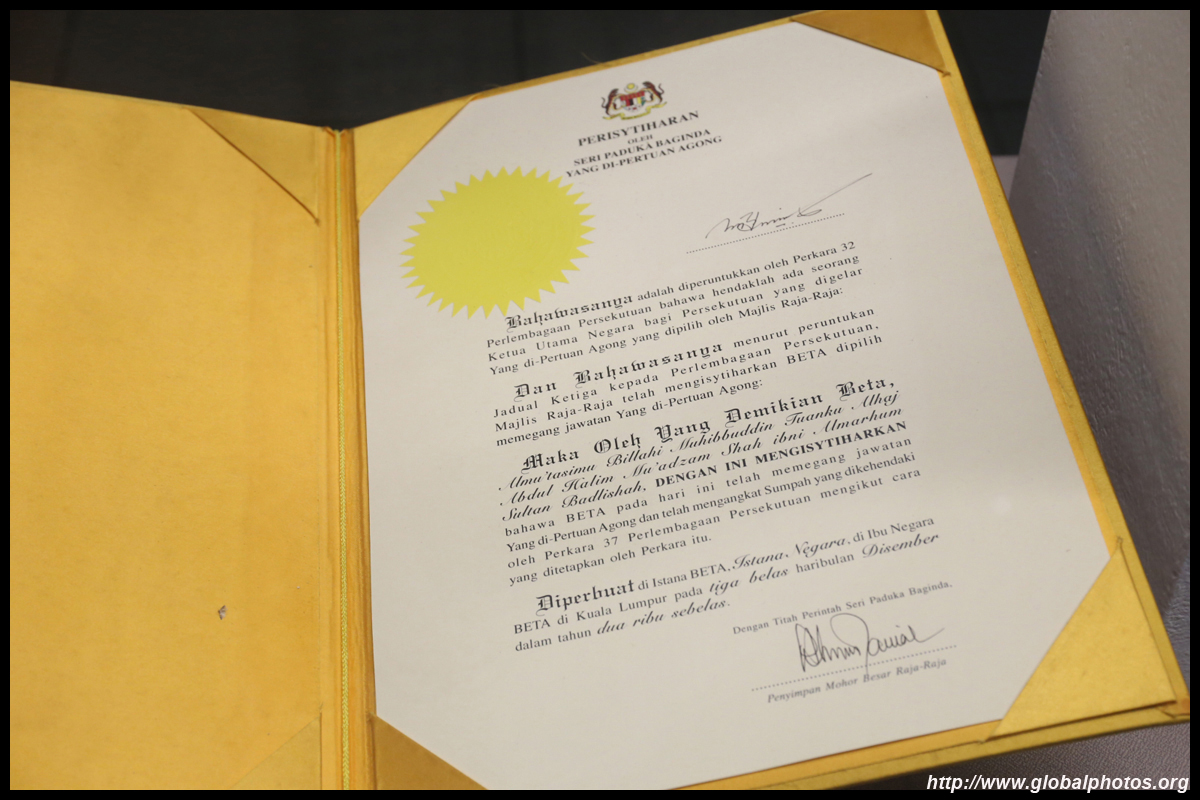 PERISYTIHARAN
OLEH
SERI PADUKA BAGINDA
YANG DI-PERTUAN AGONG
Bahawasanya adalah diperuntukkan oleh Perkara 32
Perlembagaan Persekutuan bahawa hendaklah ada seorang
Ketua Utama Negara bagi Persekutuan yang digelar
Yang di-Pertuan Agong yang dipilih oleh Majlis Raja-Raja:
Dan Bahawasanya menurut peruntukan
Jadual Ketiga kepada Perlembagaan Persekutuan,
Majlis Raja-Raja telah mengisytiharkan BETA dipilih
memegang jawatan Yang di-Pertuan Agong:
Maka Oleh Yang Demikian Beta,
Almu'tasimu Billahi Muhibbuddin Tuanku Alhaj
Abdul Halim Mu'adzam Shah ibni Almarhum
Sultan Badlishah, DENGAN INI MENGISYTIHARKAN
bahawa BETA pada hari ini telah memegang jawatan
Yang di-Pertuan Agong dan telah mengangkat Sumpah yang dikehendaki
oleh Perkara 37 Perlembagaan Persekutuan mengikut cara
yang ditetapkan oleh Perkara itu.
Diperbuat di Istana BETA, Istana, Negara, di Ibu Negara
BETA di Kuala Lumpur pada tiga belas haribulan Disember
dalam tahun dua ribu sebelas.
Dengan Titah Perintah Seri Paduka Baginda,
Penyimpan Mohor Besar Raja-Raja
http://www.globalphotos.org